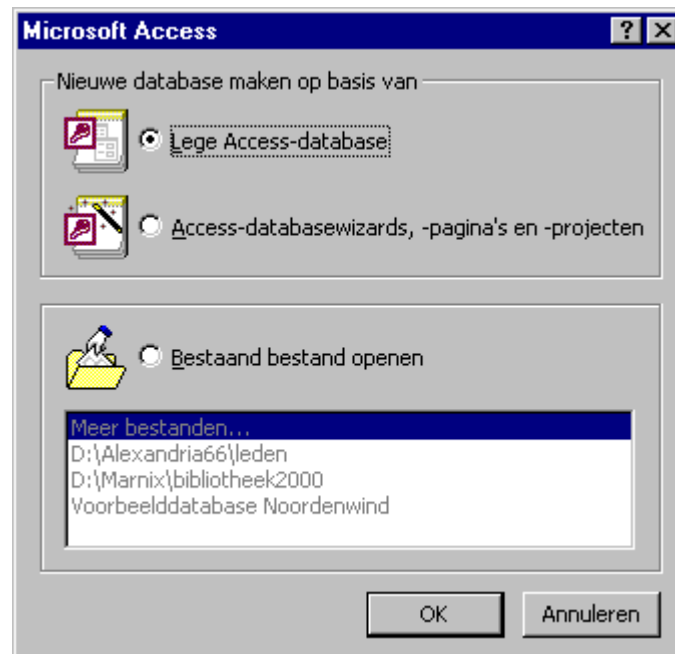 Microsoft Access
Nieuwe database maken op basis van
Lege Access-database
Access-databasewizards, -pagina's en -projecten
Bestaand bestand openen
Meer bestanden...
D:\Alexandria66\leden
D:\Marnix\bibliotheek2000
Voorbeelddatabase Noordenwind
OK
Annuleren